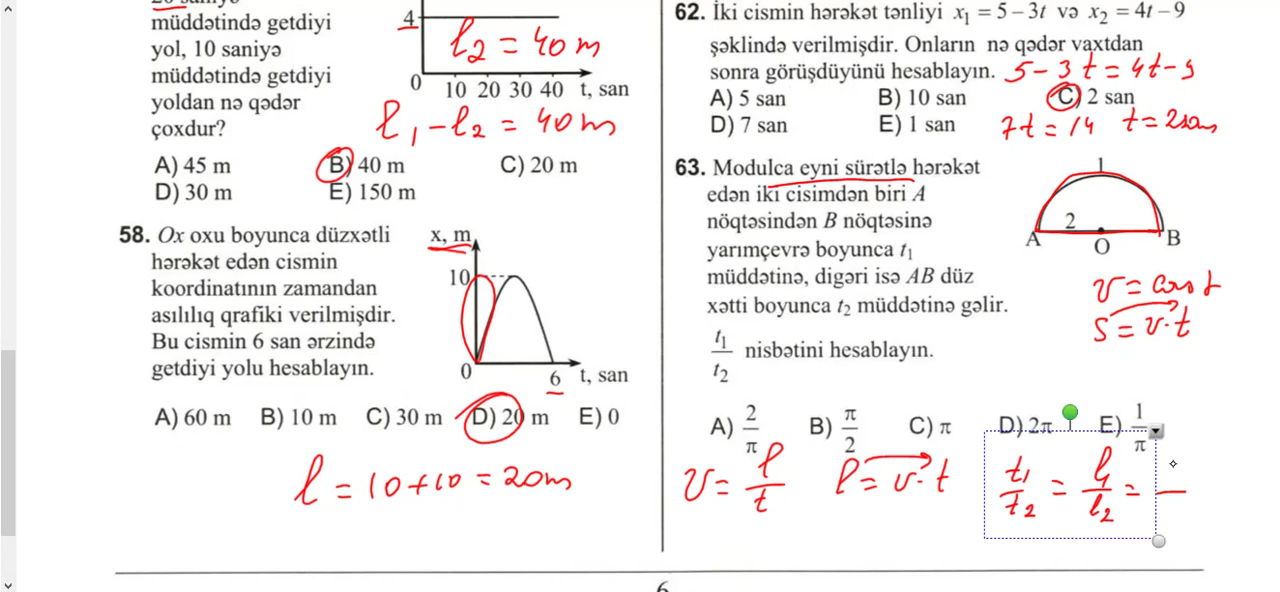 müddətində getdiyi
yol, 10 saniyə
müddətində getdiyi
yoldan nə qədər
çoxdur?
4
l₂ = 40 m
0 10 20 30 40 t, san
l₁ - l₂ = 40 m
A) 45 m B) 40 m C) 20 m
D) 30 m E) 150 m
58. Ox oxu boyunca düzxətli
hərəkət edən cismin
koordinatının zamandan
asılılıq qrafiki verilmişdir.
Bu cismin 6 san ərzində
getdiyi yolu hesablayın.
x, m
10
0 6 t, san
A) 60 m B) 10 m C) 30 m D) 20 m E) 0
l = 10+10 = 20m
62. İki cismin hərəkət tənliyi x₁ = 5 – 3t və x₂ = 4t – 9
şəklində verilmişdir. Onların nə qədər vaxtdan
sonra görüşdüyünü hesablayın.
5 - 3t = 4t - 9
A) 5 san B) 10 san C) 2 san
D) 7 san E) 1 san
7t = 14 t = 2san
63. Modulca eyni sürətlə hərəkət
edən iki cisimdən biri A
nöqtəsindən B nöqtəsinə
yarımçevrə boyunca t₁
müddətinə, digəri isə AB düz
xətti boyunca t₂ müddətinə gəlir.
t₁/t₂ nisbətini hesablayın.
1
2
A O B
v = const
s = v·t
A) 2/π B) π/2 C) π D) 2π E) 1/π
v = l/t l = v·t t₁/t₂ = l₁/l₂ =
6